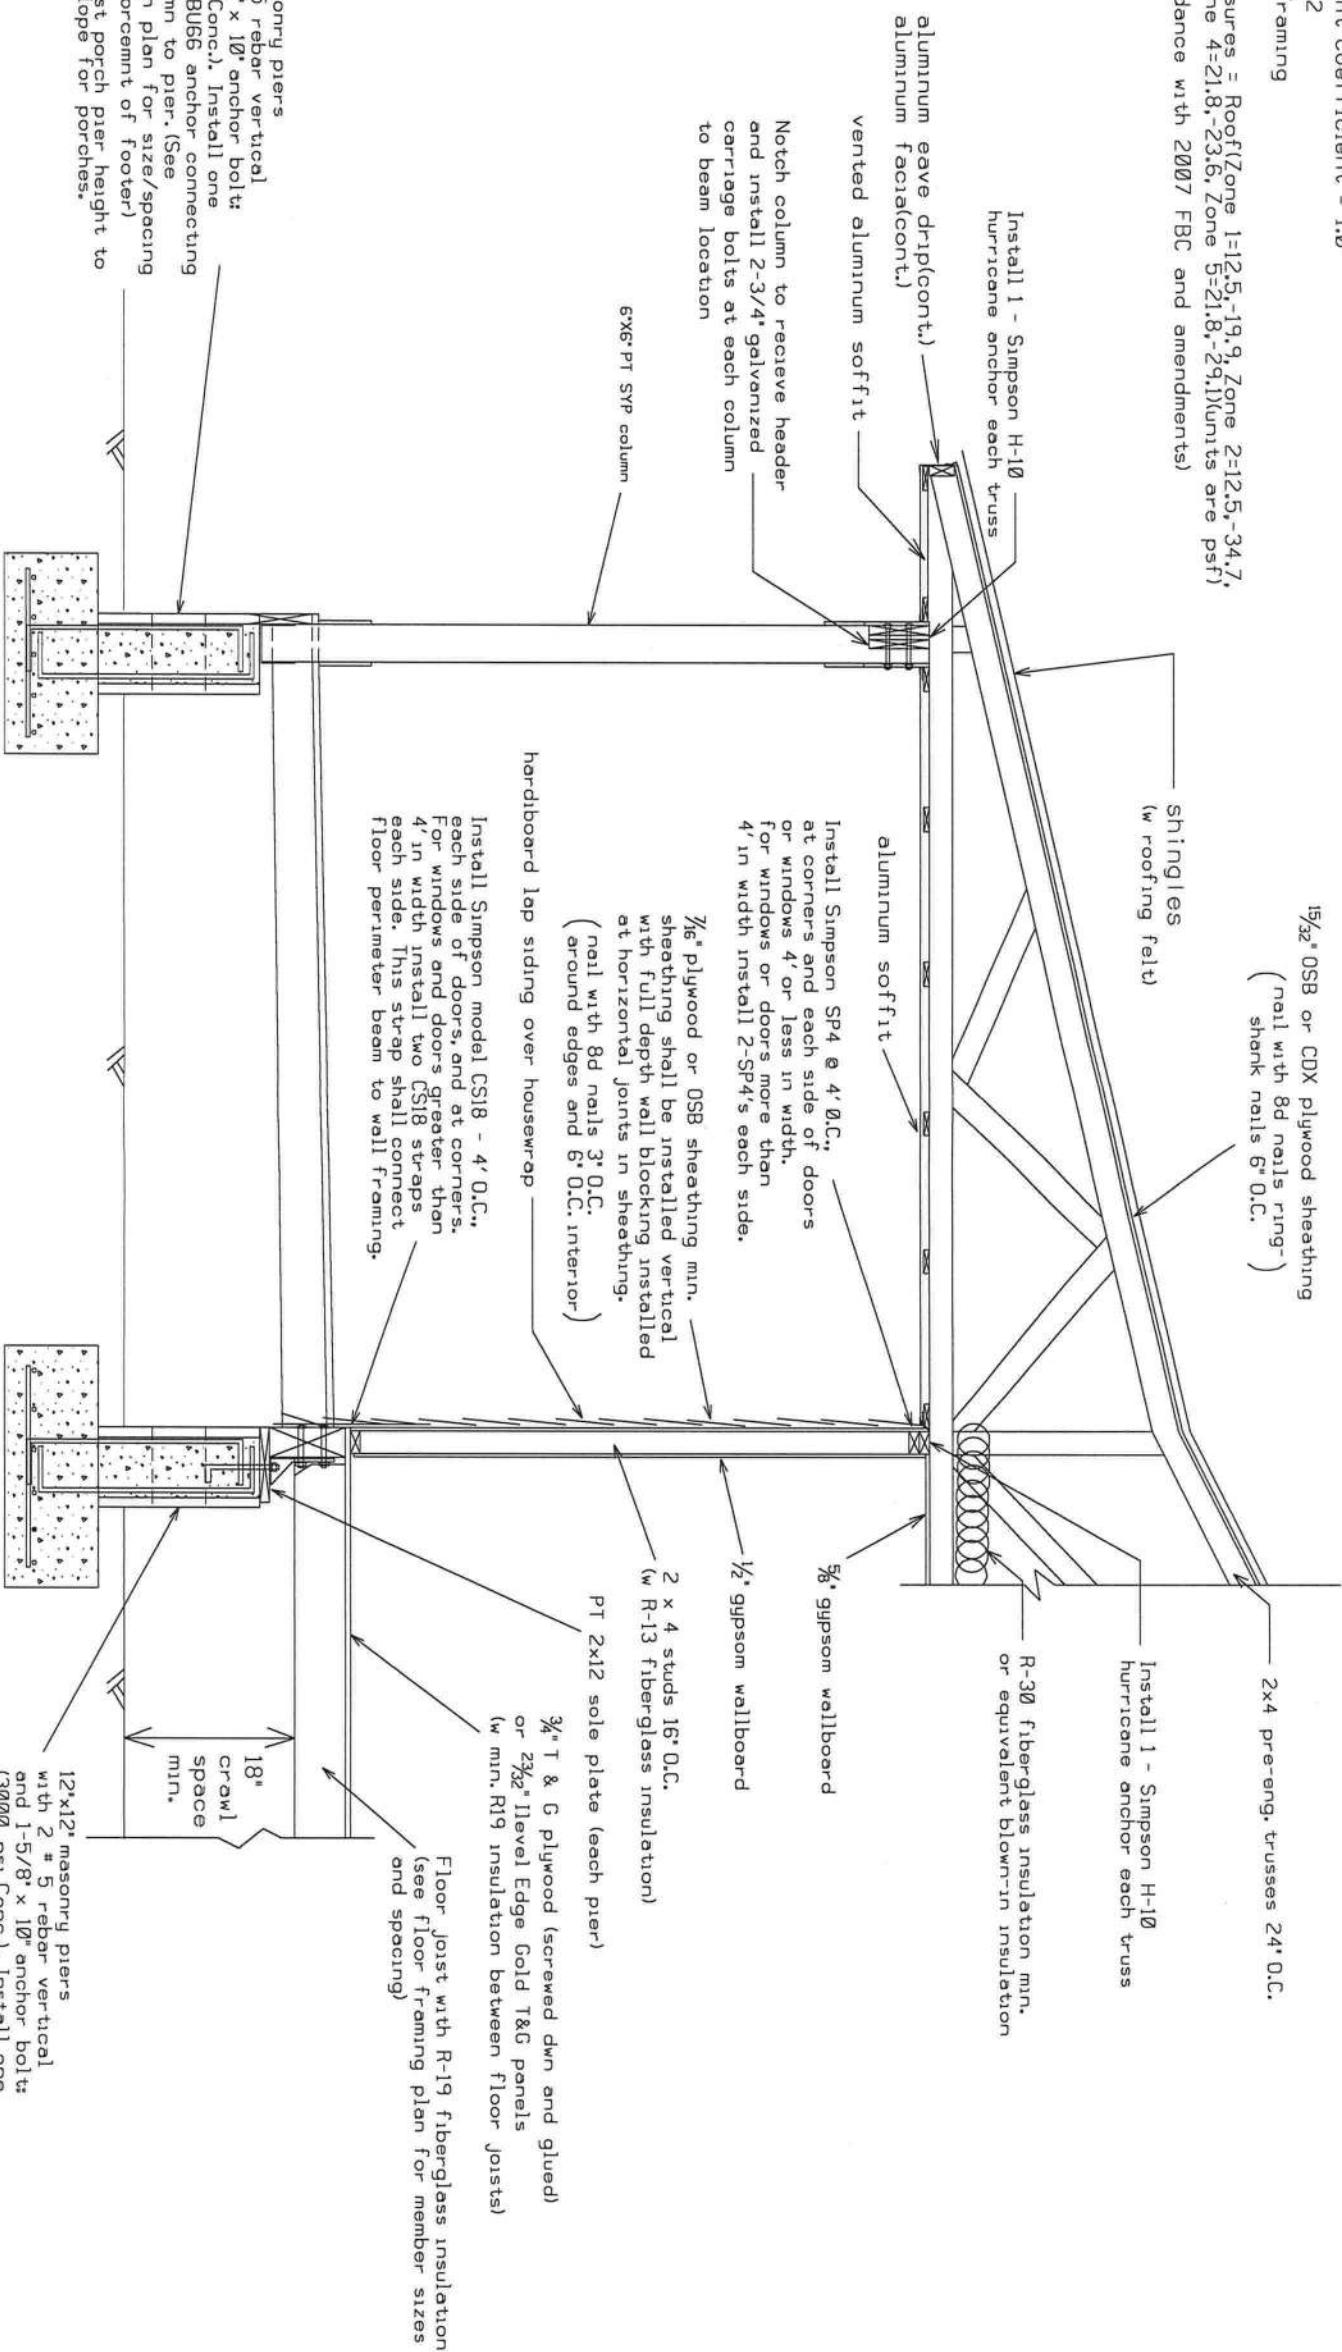 sures = Roof(Zone 1=12.5,-19.9, Zone 2=12.5,-34.7,
ne 4=21.8,-23.6, Zone 5=21.8,-29.1)(units are psf),
dance with 2007 FBC and amendments)
2
raming
15/32" OSB or CDX plywood sheathing
(nail with 8d nails ring-
shank nails 6" O.C.)
shingles
(w roofing felt)
2x4 pre-eng. trusses 24" O.C.
Install 1 - Simpson H-10
hurricane anchor each truss
R-30 fiberglass insulation min.
or equivalent blown-in insulation
Install 1 - Simpson H-10
hurricane anchor each truss
aluminum eave drip(cont.)
aluminum facia(cont.)
vented aluminum soffit
Notch column to recieve header
and install 2-3/4" galvanized
carriage bolts at each column
to beam location
6"X6" PT SYP column
aluminum soffit
Install Simpson SP4 @ 4' O.C.,
at corners and each side of doors
or windows 4' or less in width.
for windows or doors more than
4' in width install 2-SP4's each side.
7/16" plywood or OSB sheathing min.
sheathing shall be installed vertical
with full depth wall blocking installed
at horizontal joints in sheathing.
(nail with 8d nails 3" O.C.
around edges and 6" O.C. interior)
hardiboard lap siding over housewrap
Install Simpson model CS18 - 4' O.C.,
each side of doors, and at corners.
For windows and doors greater than
4' in width install two CS18 straps
each side. This strap shall connect
floor perimeter beam to wall framing.
5/8" gypsom wallboard
1/2" gypsom wallboard
2 x 4 studs 16" O.C.
(w R-13 fiberglass insulation)
PT 2x12 sole plate (each pier)
3/4" T & G plywood (screwed dwn and glued)
or 23/32" Ilevel Edge Gold T&G panels
(w min. R19 insulation between floor joists)
Floor joist with R-19 fiberglass insulation
(see floor framing plan for member sizes
and spacing)
18"
crawl
space
min.
onry piers
rebar vertical
" x 10" anchor bolt:
Conc.). Install one
BU66 anchor connecting
mn to pier. (See
n plan for size/spacing
orcemnt of footer)
st porch pier height to
lope for porches.
12"x12" masonry piers
with 2 # 5 rebar vertical
and 1-5/8" x 10" anchor bolt:
(3000 psi Conc.). Install one